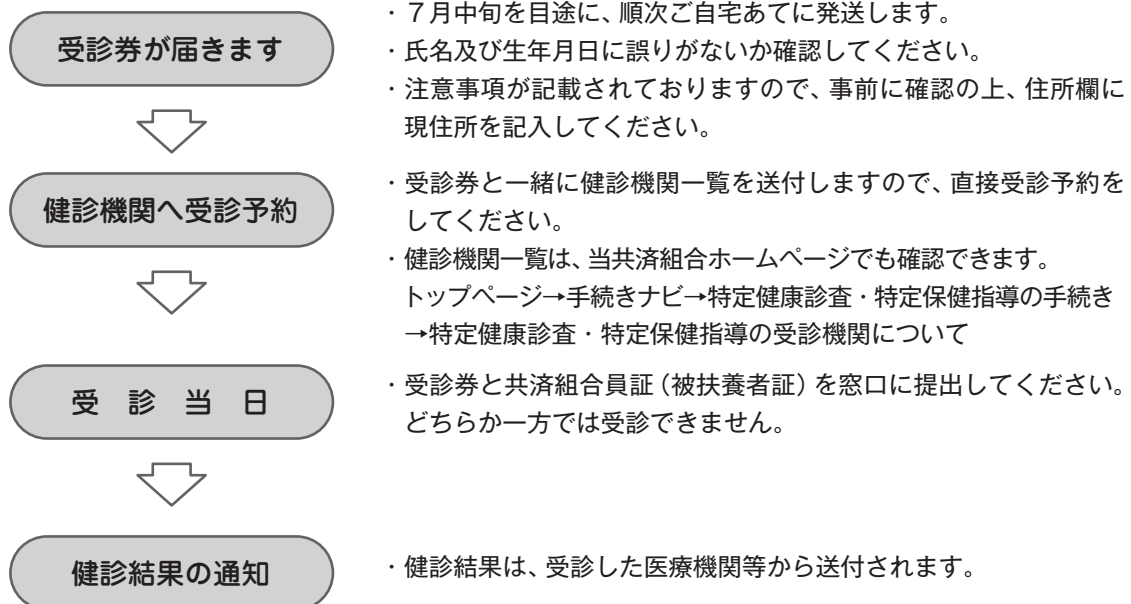 受診券が届きます
・７月中旬を目途に、順次ご自宅あてに発送します。
・氏名及び生年月日に誤りがないか確認してください。
・注意事項が記載されておりますので、事前に確認の上、住所欄に
現住所を記入してください。
健診機関へ受診予約
・受診券と一緒に健診機関一覧を送付しますので、直接受診予約を
してください。
・健診機関一覧は、当共済組合ホームページでも確認できます。
トップページ→手続きナビ→特定健康診査・特定保健指導の手続き
→特定健康診査・特定保健指導の受診機関について
受　診　当　日
・受診券と共済組合員証（被扶養者証）を窓口に提出してください。
どちらか一方では受診できません。
健診結果の通知
・健診結果は、受診した医療機関等から送付されます。